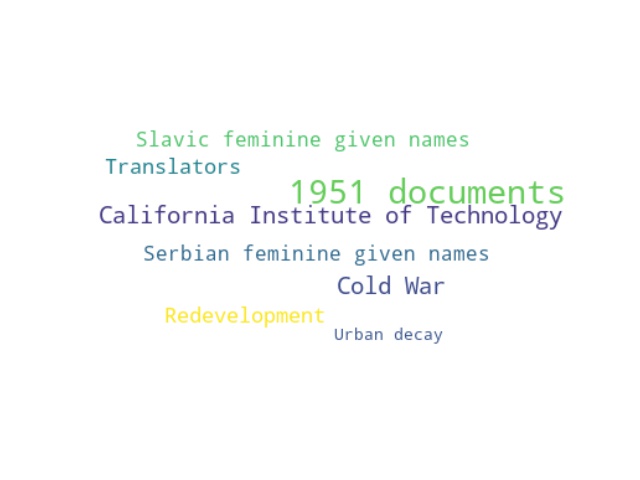 Slavic feminine given names
Translators
1951 documents
California Institute of Technology
Serbian feminine given names
Cold War
Redevelopment
Urban decay